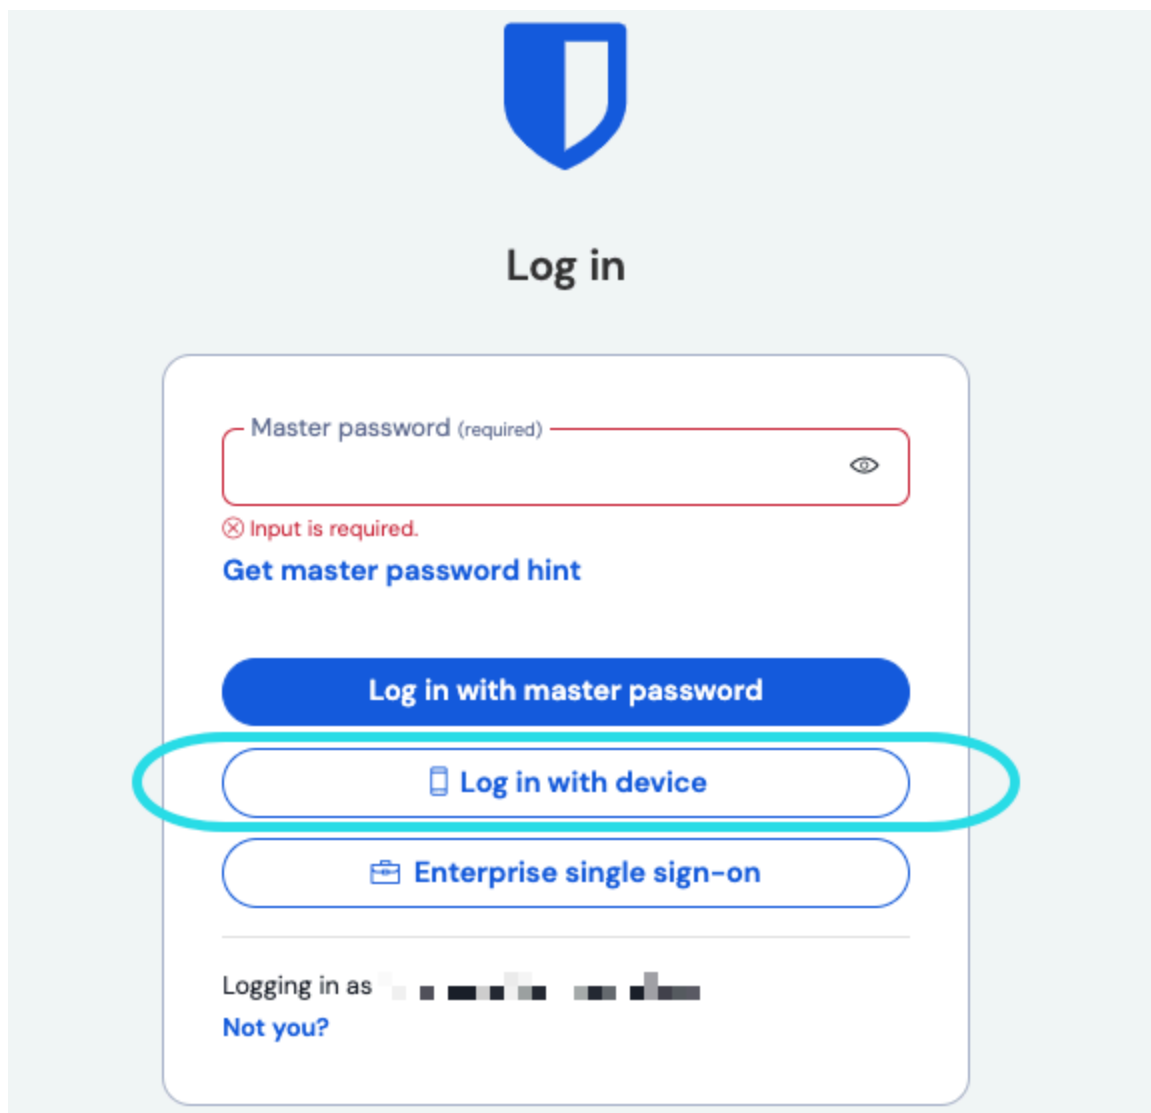 Log in
Master password (required)
Input is required.
Get master password hint
Log in with master password
Log in with device
Enterprise single sign-on
Logging in as
Not you?